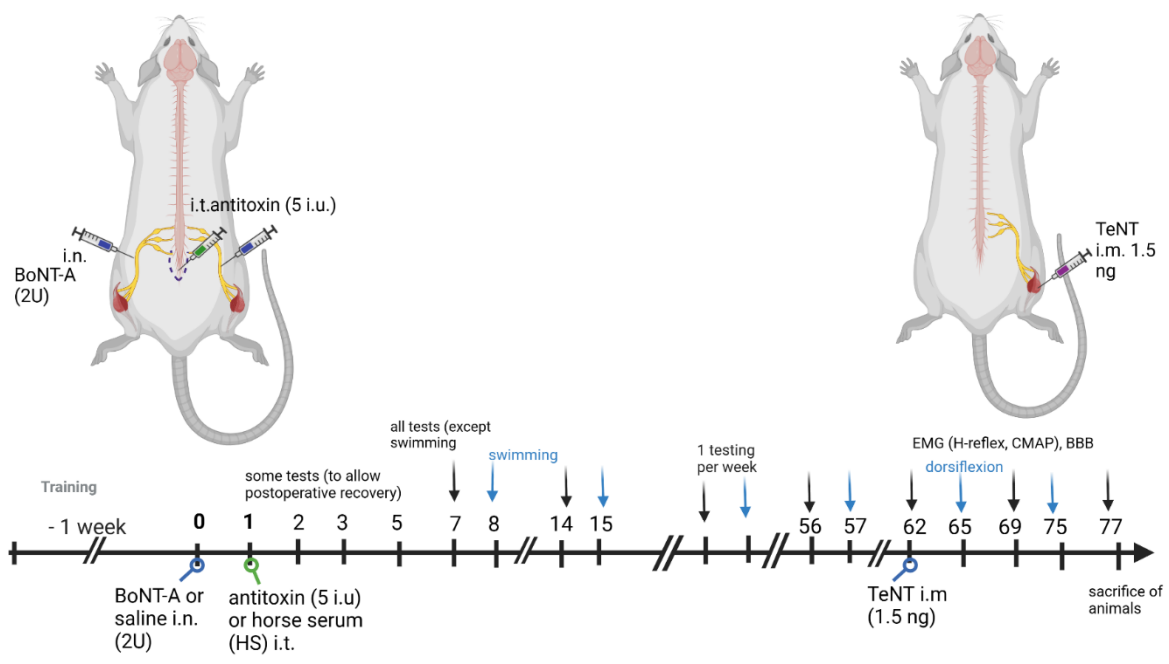 i.t.antitoxin (5 i.u.)
i.n.
BoNT-A
(2U)
TeNT
i.m. 1.5
ng
all tests (except
swimming
swimming
some tests (to allow
postoperative recovery)
1 testing
per week
EMG (H-reflex, CMAP), BBB
dorsiflexion
Training
- 1 week
0
1
2
3
5
7
8
14
15
56
57
62
65
69
75
77
BoNT-A or
saline i.n.
(2U)
antitoxin (5 i.u)
or horse serum
(HS) i.t.
TeNT i.m
(1.5 ng)
sacrifice of
animals